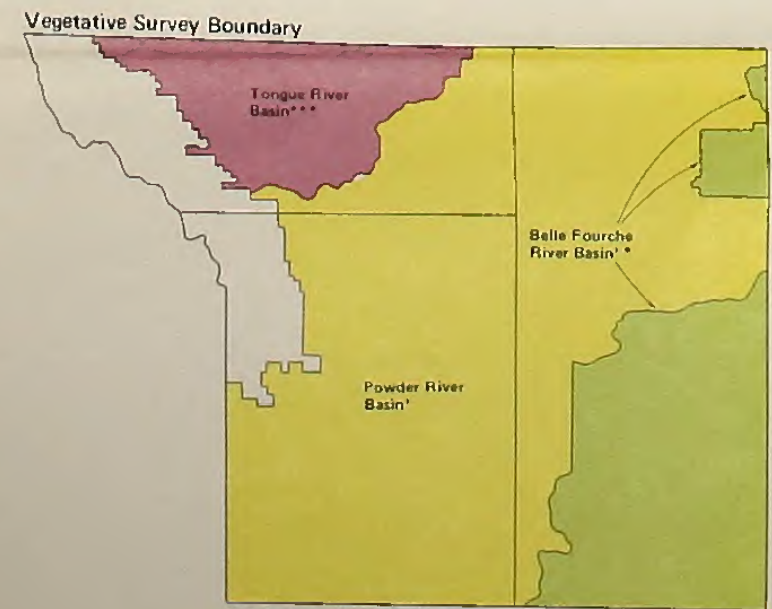 Vegetative Survey Boundary
Tongue River
Basin***
Belle Fourche
River Basin'*
Powder River
Basin'